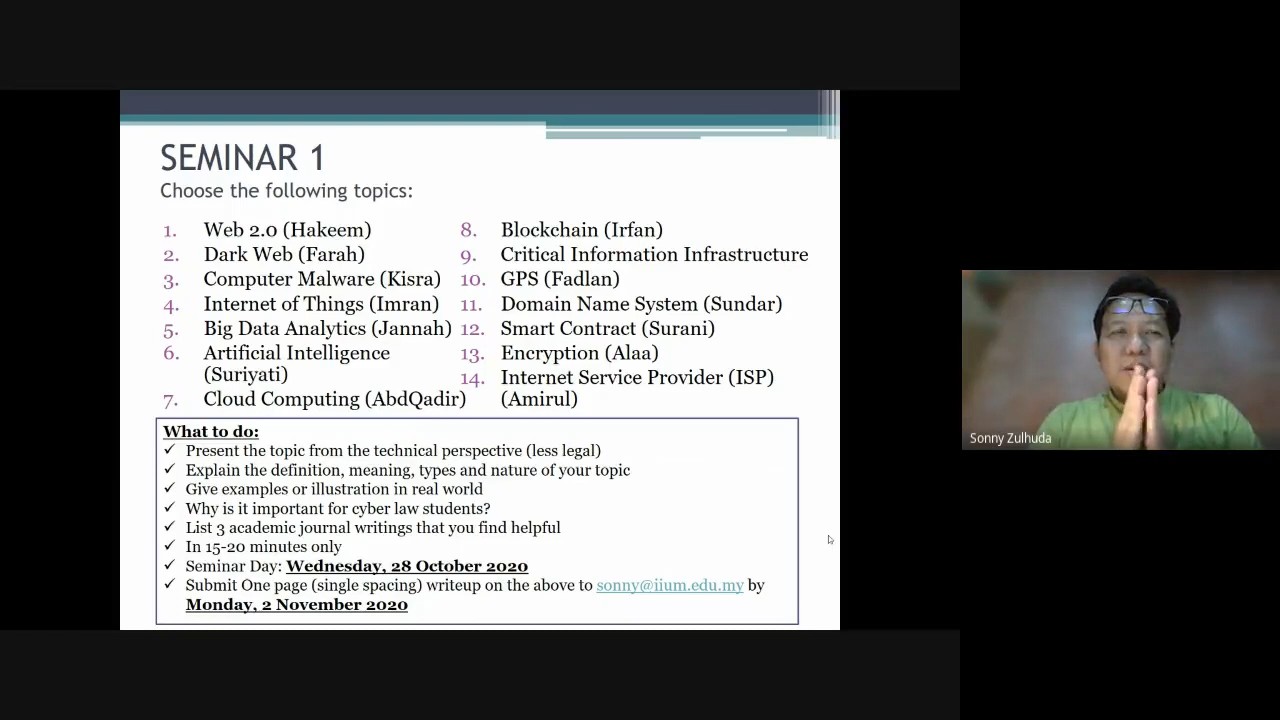 SEMINAR 1
Choose the following topics:
1. Web 2.0 (Hakeem)
2. Dark Web (Farah)
3. Computer Malware (Kisra)
4. Internet of Things (Imran)
5. Big Data Analytics (Jannah)
6. Artificial Intelligence
(Suriyati)
7. Cloud Computing (AbdQadir)
8. Blockchain (Irfan)
9. Critical Information Infrastructure
10. GPS (Fadlan)
11. Domain Name System (Sundar)
12. Smart Contract (Surani)
13. Encryption (Alaa)
14. Internet Service Provider (ISP)
(Amirul)
What to do:
✓ Present the topic from the technical perspective (less legal)
✓ Explain the definition, meaning, types and nature of your topic
✓ Give examples or illustration in real world
✓ Why is it important for cyber law students?
✓ List 3 academic journal writings that you find helpful
✓ In 15-20 minutes only
✓ Seminar Day: Wednesday, 28 October 2020
✓ Submit One page (single spacing) writeup on the above to sonny@iium.edu.my by
Monday, 2 November 2020
Sonny Zulhuda